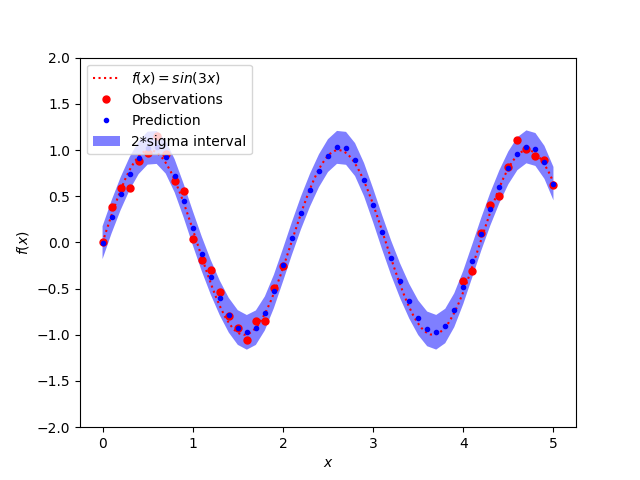 2.0
1.5
1.0
0.5
0.0
−0.5
−1.0
−1.5
−2.0
f(x)
f(x) = sin(3x)
Observations
Prediction
2*sigma interval
0 1 2 3 4 5
x